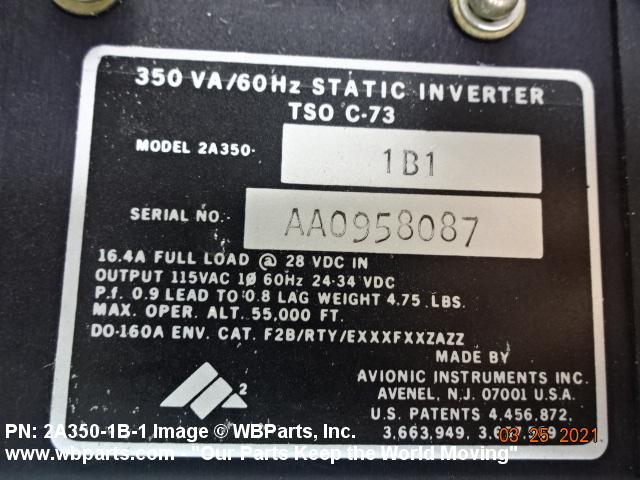 350 VA/60Hz STATIC INVERTER
TSO C-73
MODEL 2A350- 1B1
SERIAL NO.- AA0958087
16.4A FULL LOAD @ 28 VDC IN
OUTPUT 115VAC 1Ø 60Hz 24-34 VDC
P.f. 0.9 LEAD TO 0.8 LAG WEIGHT 4.75 LBS.
MAX. OPER. ALT. 55,000 FT.
DO-160A ENV. CAT. F2B/RTY/EXXXFXXZAZZ
MADE BY
2
AVIONIC INSTRUMENTS INC.
AVENEL, N.J. 07001 U.S.A.
U.S. PATENTS 4,456,872,
3,663,949,
07 25 2021
PN: 2A350-1B-1 Image © WBParts, Inc.
www.wbparts.com "Our Parts Keep the World Moving"